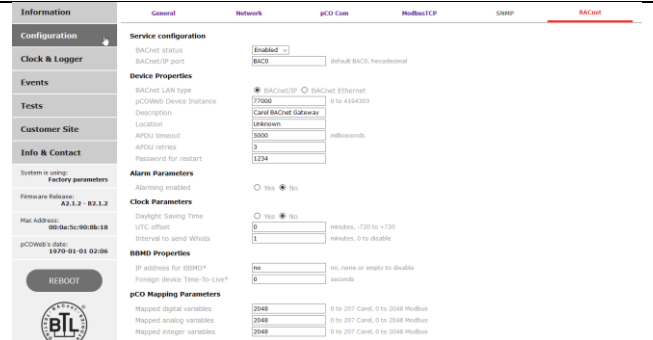 Information
General Network pCO Com ModbusTCP SNMP BACnet
Configuration
Clock & Logger
Events
Tests
Customer Site
Info & Contact
System is using:
Factory parameters
Firmware Release:
A2.1.2 - B2.1.2
Mac Address:
00:0a:5c:90:8b:18
pCOWeb's date:
1970-01-01 02:06
REBOOT
BACnet
BTL
Service configuration
BACnet status Enabled
BACnet/IP port BAC0 default BAC0, hexadecimal
Device Properties
BACnet LAN type BACnet/IP BACnet Ethernet
pCOWeb Device Instance 77000 0 to 4194303
Description Carel BACnet Gateway
Location Unknown
APDU timeout 5000 milliseconds
APDU retries 3
Password for restart 1234
Alarm Parameters
Alarming enabled Yes No
Clock Parameters
Daylight Saving Time Yes No
UTC offset 0 minutes, -720 to +720
Interval to send WhoIs 1 minutes, 0 to disable
BBMD Properties
IP address for BBMD* no no, none or empty to disable
Foreign device Time-To-Live* 0 seconds
pCO Mapping Parameters
Mapped digital variables 2048 0 to 207 Carel, 0 to 2048 Modbus
Mapped analog variables 2048 0 to 207 Carel, 0 to 2048 Modbus
Mapped integer variables 2048 0 to 207 Carel, 0 to 2048 Modbus